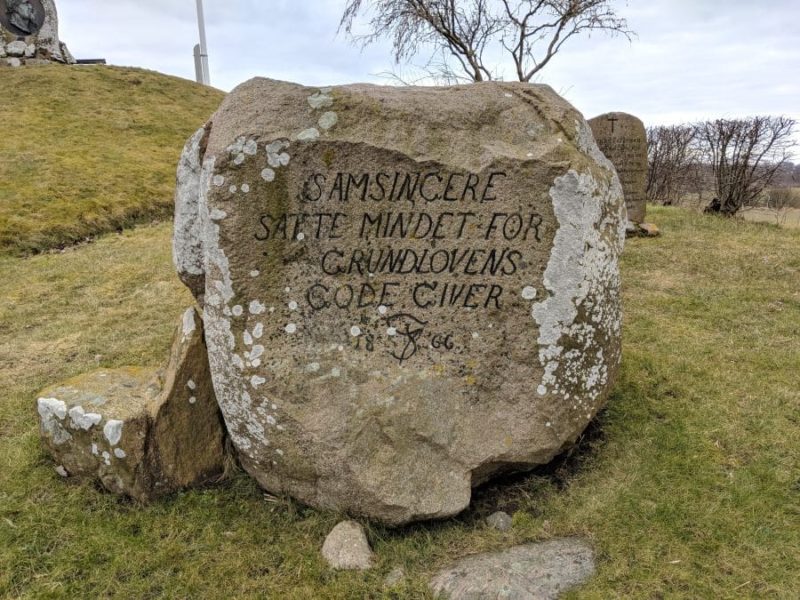 SAMSINGERE
SATTE MINDET FOR
GRUNDLOVENS
GODE GIVER
18 66